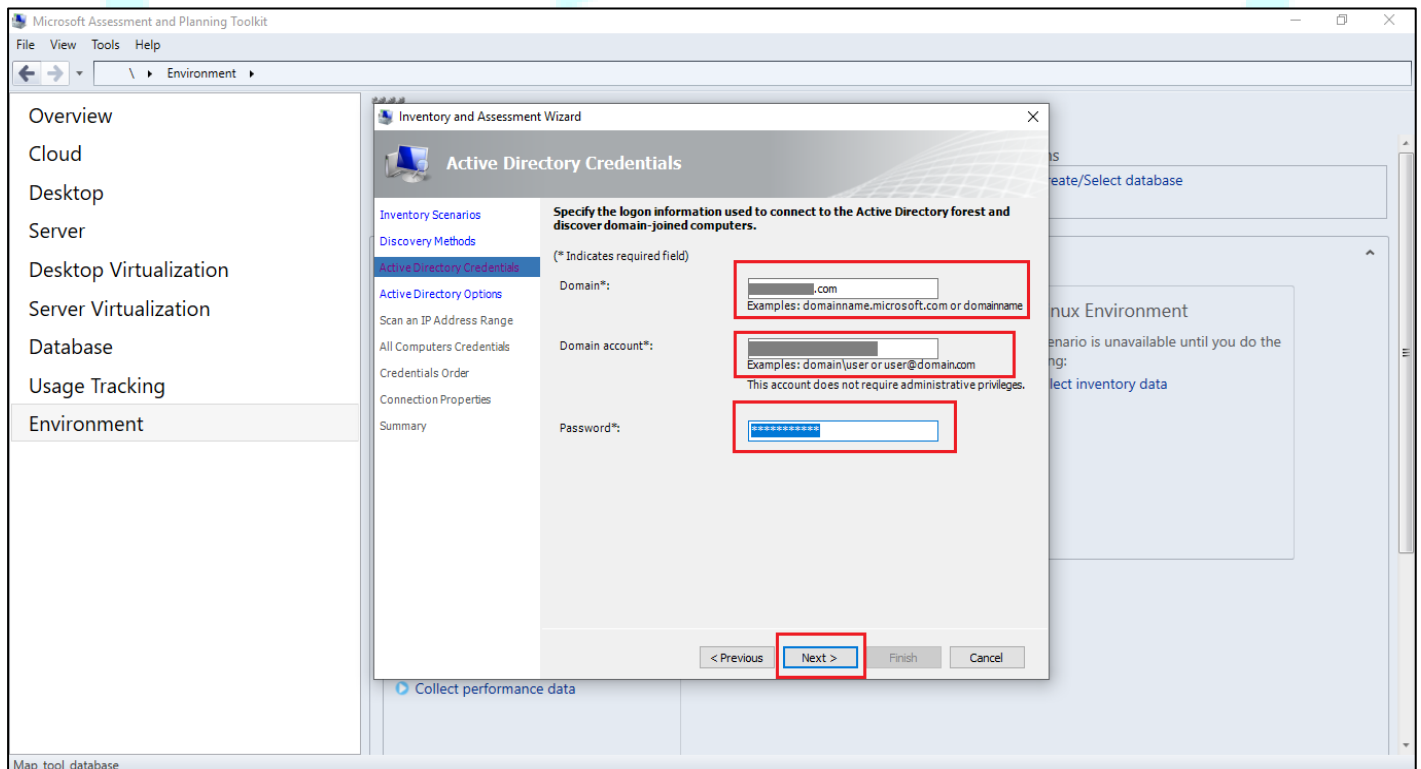 Microsoft Assessment and Planning Toolkit
File View Tools Help
\ Environment
Overview
Cloud
Desktop
Server
Desktop Virtualization
Server Virtualization
Database
Usage Tracking
Environment
Inventory and Assessment Wizard
Active Directory Credentials
Inventory Scenarios
Discovery Methods
Active Directory Credentials
Active Directory Options
Scan an IP Address Range
All Computers Credentials
Credentials Order
Connection Properties
Summary
Specify the logon information used to connect to the Active Directory forest and
discover domain-joined computers.
(* Indicates required field)
Domain*:
.com
Examples: domainname.microsoft.com or domainname
Domain account*:
Examples: domain\user or user@domain.com
This account does not require administrative privileges.
Password*:
***********
< Previous
Next >
Finish
Cancel
eate/Select database
nux Environment
enario is unavailable until you do the
ng:
lect inventory data
Collect performance data
Map_tool_database